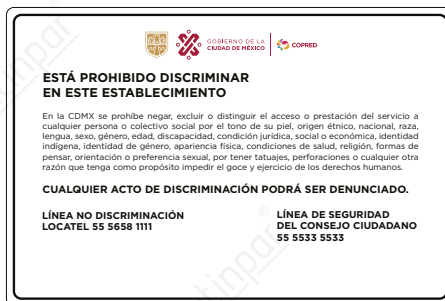 GOBIERNO DE LA
CIUDAD DE MÉXICO
COPRED
ESTÁ PROHIBIDO DISCRIMINAR
EN ESTE ESTABLECIMIENTO
En la CDMX se prohíbe negar, excluir o distinguir el acceso o prestación del servicio a
cualquier persona o colectivo social por el tono de su piel, origen étnico, nacional, raza,
lengua, sexo, género, edad, discapacidad, condición jurídica, social o económica, identidad
indígena, identidad de género, apariencia física, condiciones de salud, religión, formas de
pensar, orientación o preferencia sexual, por tener tatuajes, perforaciones o cualquier otra
razón que tenga como propósito impedir el goce y ejercicio de los derechos humanos.
CUALQUIER ACTO DE DISCRIMINACIÓN PODRÁ SER DENUNCIADO.
LÍNEA NO DISCRIMINACIÓN
LOCATEL 55 5658 1111
LÍNEA DE SEGURIDAD
DEL CONSEJO CIUDADANO
55 5533 5533